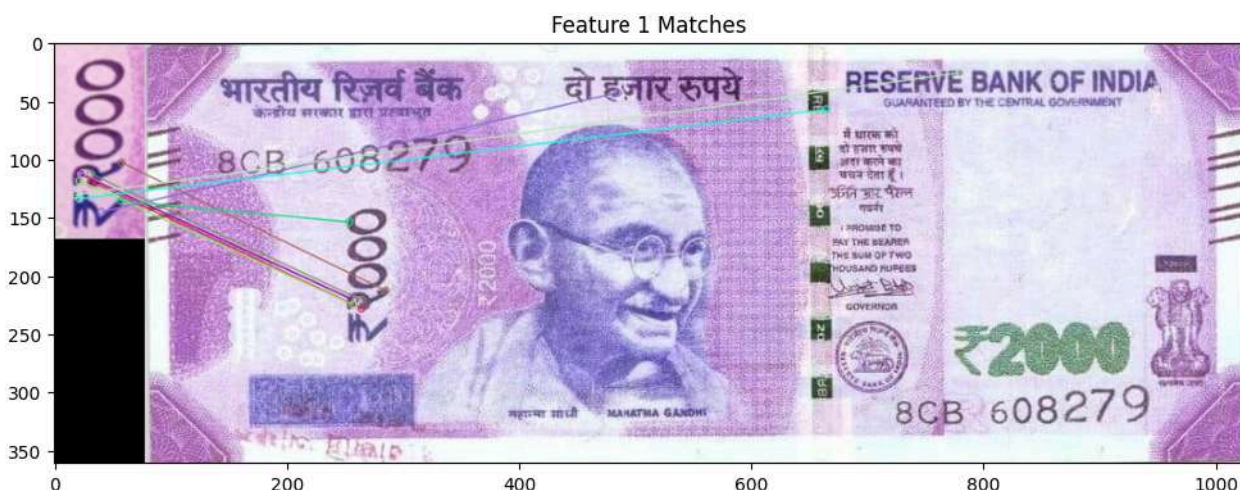 Feature 1 Matches
0
50
100
150
200
250
300
350
0
200
400
600
800
1000
₹2000
भारतीय रिज़र्व बैंक
केन्द्रीय सरकार द्वारा प्रत्याभूत
दो हज़ार रुपये
RESERVE BANK OF INDIA
GUARANTEED BY THE CENTRAL GOVERNMENT
8CB 608279
मैं धारक को
दो हज़ार रुपये
अदा करने का
वचन देता हूँ ।
I PROMISE TO
PAY THE BEARER
THE SUM OF TWO
THOUSAND RUPEES
GOVERNOR
₹2000
₹2000
₹2000
महात्मा गांधी
MAHATMA GANDHI
8CB 608279